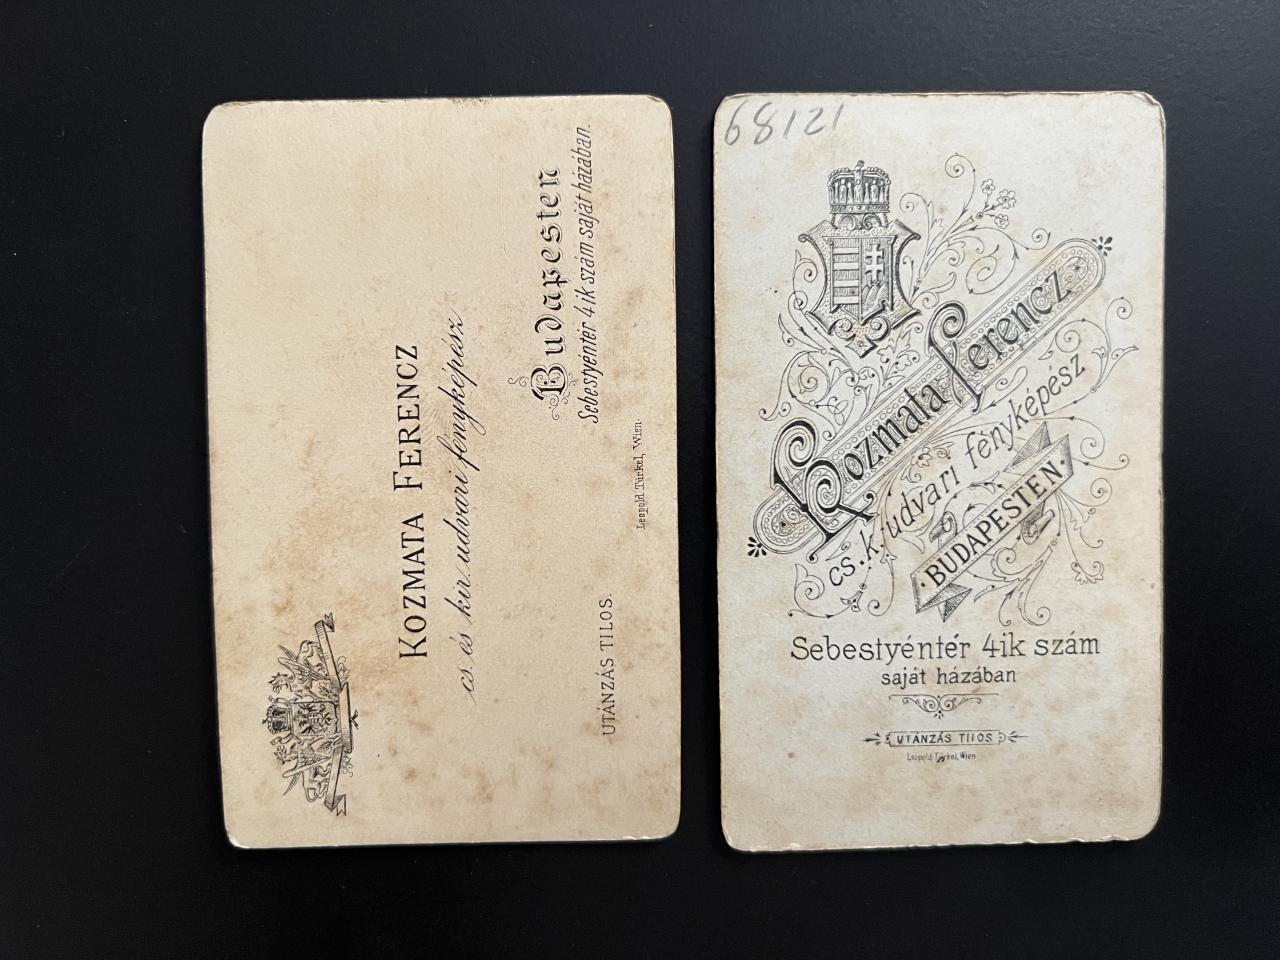 KOZMATA FERENCZ
cs. és kir. udvari fényképész
Budapesten
Sebestyéntér 4ik szám saját házában.
UTÁNZÁS TILOS.
Leopold Türkel, Wien.
68121
Kozmata Ferencz
cs. k. udvari fényképész
BUDAPESTEN.
Sebestyéntér 4ik szám
saját házában
UTÁNZÁS TILOS.
Leopold Türkel, Wien